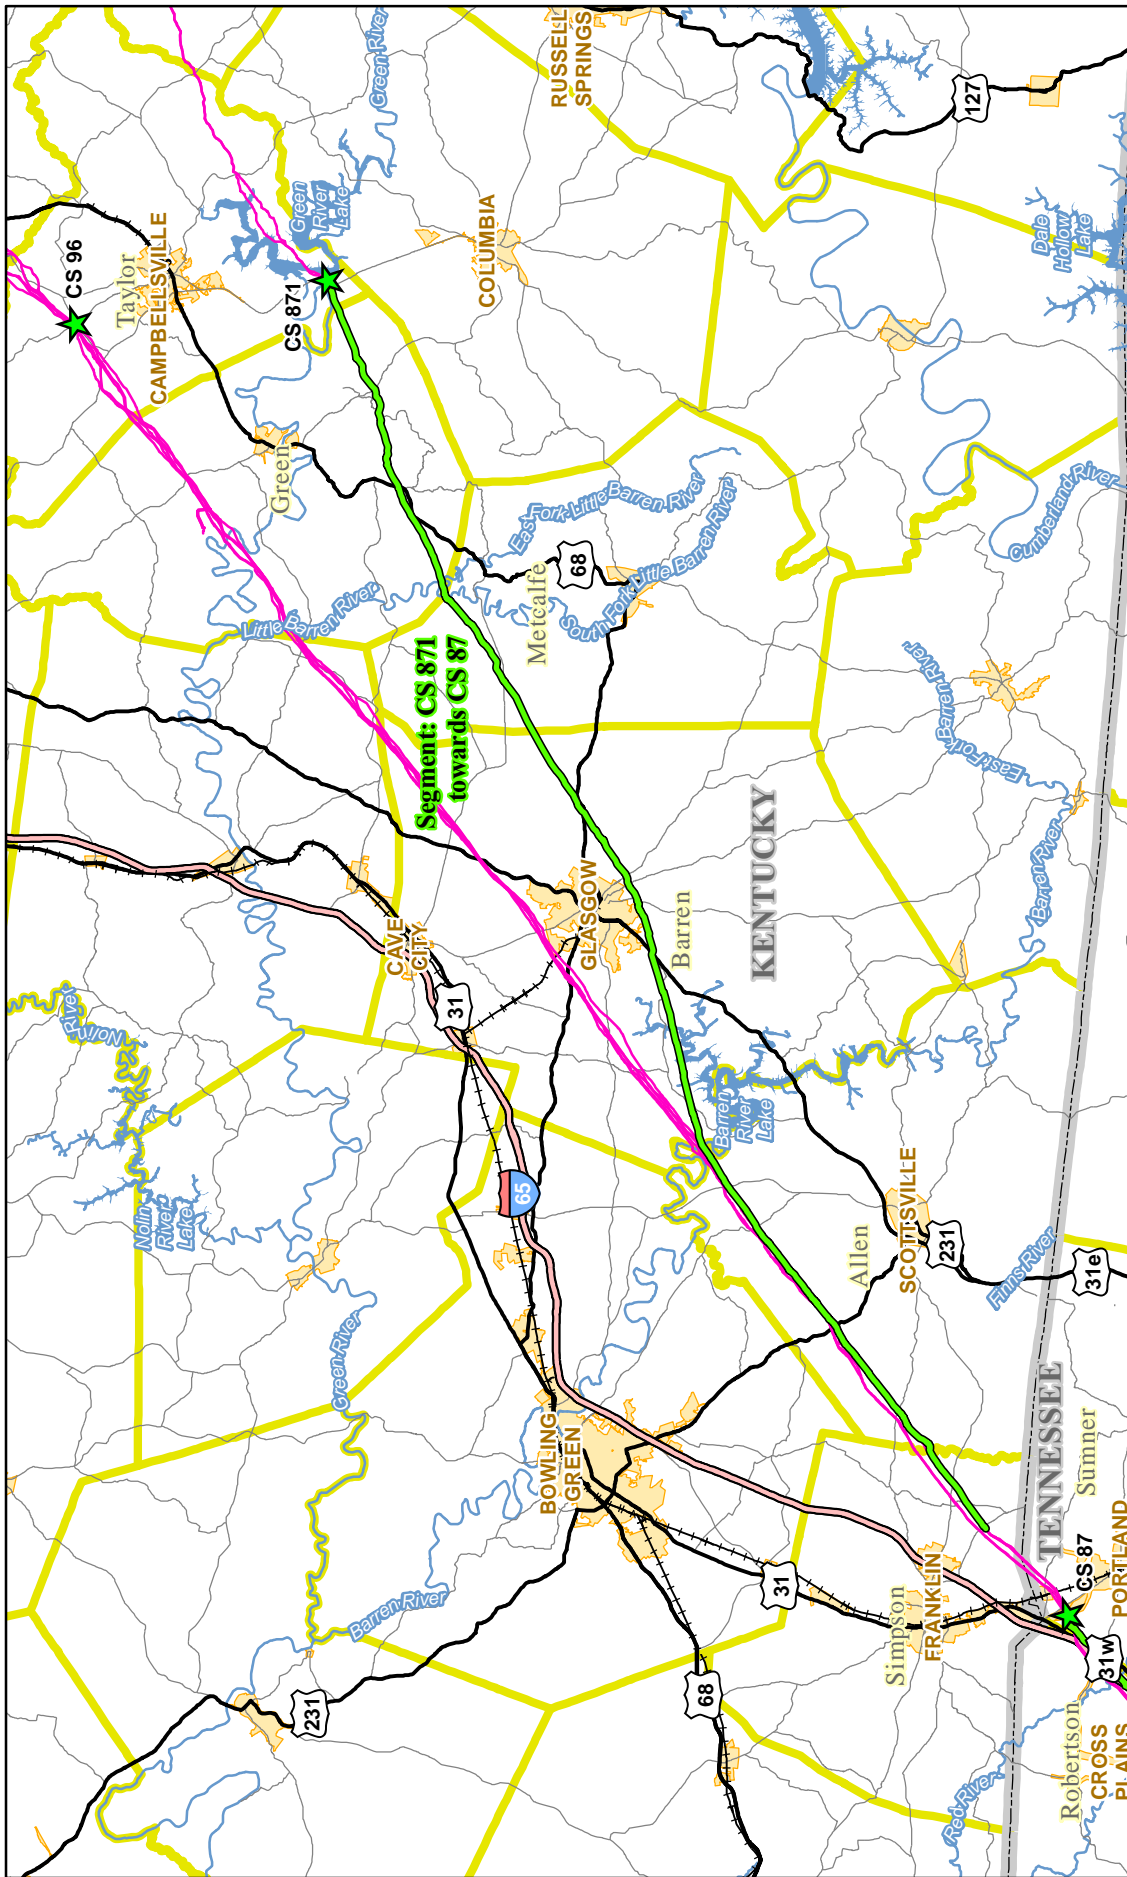 CS 96
Nolin
River
Taylor
CAMPBELLSVILLE
Nolin
River
Lake
Green
Little Barren River
CS 871
Green
River
Lake
231
Green River
Green River
Barren River
CAVE
CITY
31
Segment: CS 871
towards CS 87
COLUMBIA
65
East Fork Little Barren River
Metcalfe
BOWLING
GREEN
RUSSELL
SPRINGS
68
GLASGOW
South Fork Little Barren River
Barren
68
Barren
River
Lake
KENTUCKY
31
Allen
Simpson
SCOTTSVILLE
FRANKLIN
231
East Fork Barren River
127
Red River
Finns River
Barren River
TENNESSEE
Dale
Hollow
Lake
Cumberland River
Robertson
CS 87
Sumner
31e
31w
CROSS
PLAINS
PORTLAND